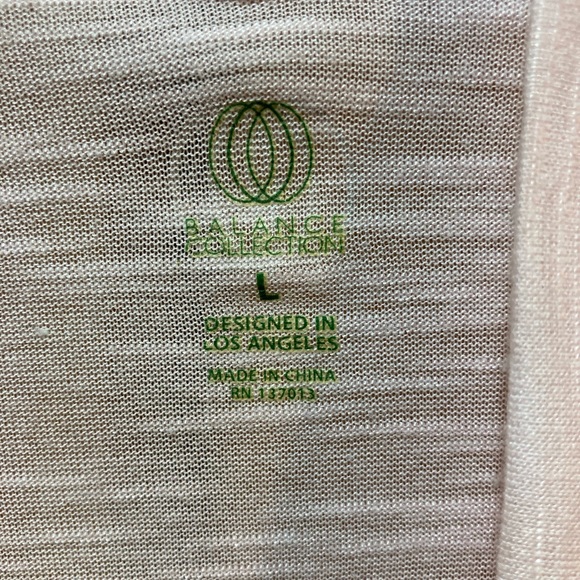 BALANCE
COLLECTION
L
DESIGNED IN
LOS ANGELES
MADE IN CHINA
RN 137013